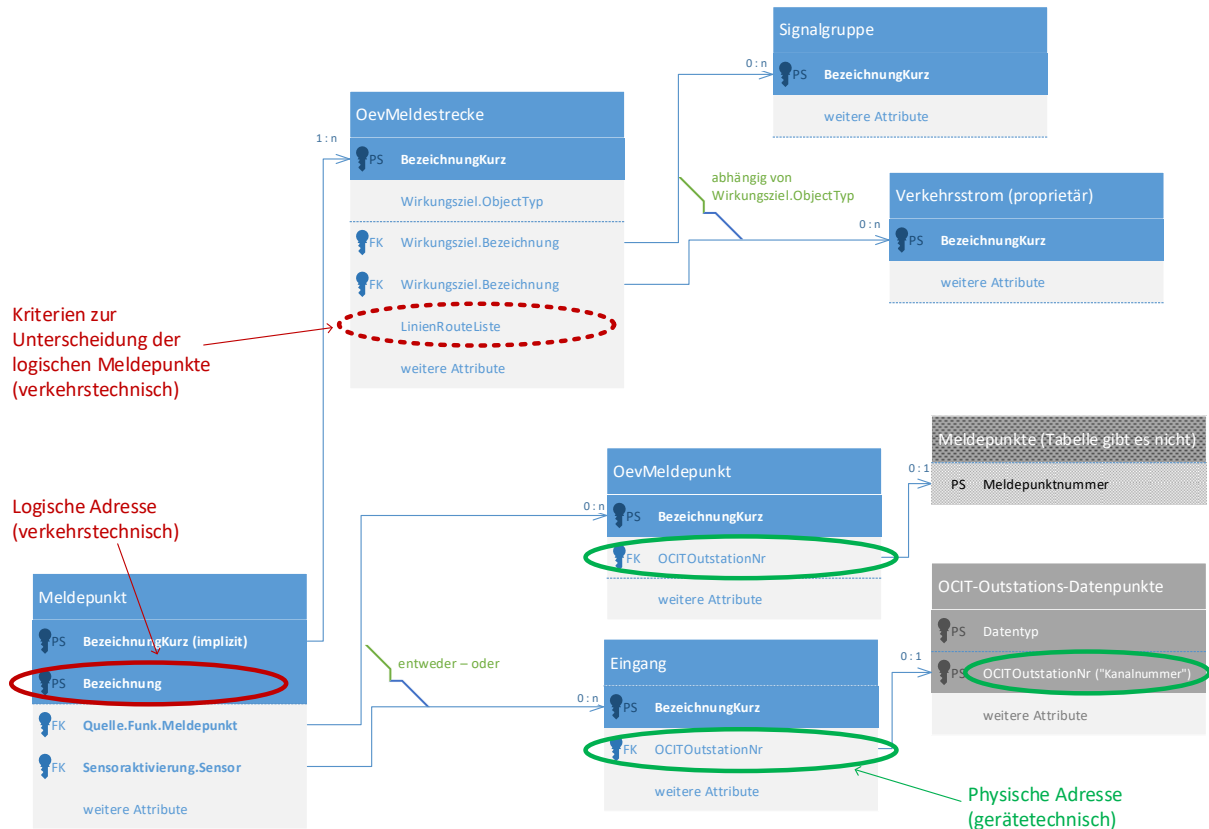 Signalgruppe
0:n
PS BezeichnungKurz
weitere Attribute
OevMeldestrecke
1:n
PS BezeichnungKurz
Wirkungsziel.ObjectTyp
FK Wirkungsziel.Bezeichnung
FK Wirkungsziel.Bezeichnung
LinienRouteListe
weitere Attribute
abhängig von
Wirkungsziel.ObjectTyp
Verkehrsstrom (proprietär)
0:n
PS BezeichnungKurz
weitere Attribute
Kriterien zur
Unterscheidung der
logischen Meldepunkte
(verkehrstechnisch)
Meldepunkte (Tabelle gibt es nicht)
0:1
PS Meldepunktnummer
OevMeldepunkt
0:n
PS BezeichnungKurz
FK OCITOutstationNr
weitere Attribute
Logische Adresse
(verkehrstechnisch)
Meldepunkt
PS BezeichnungKurz (implizit)
PS Bezeichnung
FK Quelle.Funk.Meldepunkt
FK Sensoraktivierung.Sensor
weitere Attribute
entweder – oder
Eingang
0:n
PS BezeichnungKurz
FK OCITOutstationNr
weitere Attribute
OCIT-Outstations-Datenpunkte
PS Datentyp
0:1
PS OCITOutstationNr ("Kanalnummer")
weitere Attribute
Physische Adresse
(gerätetechnisch)